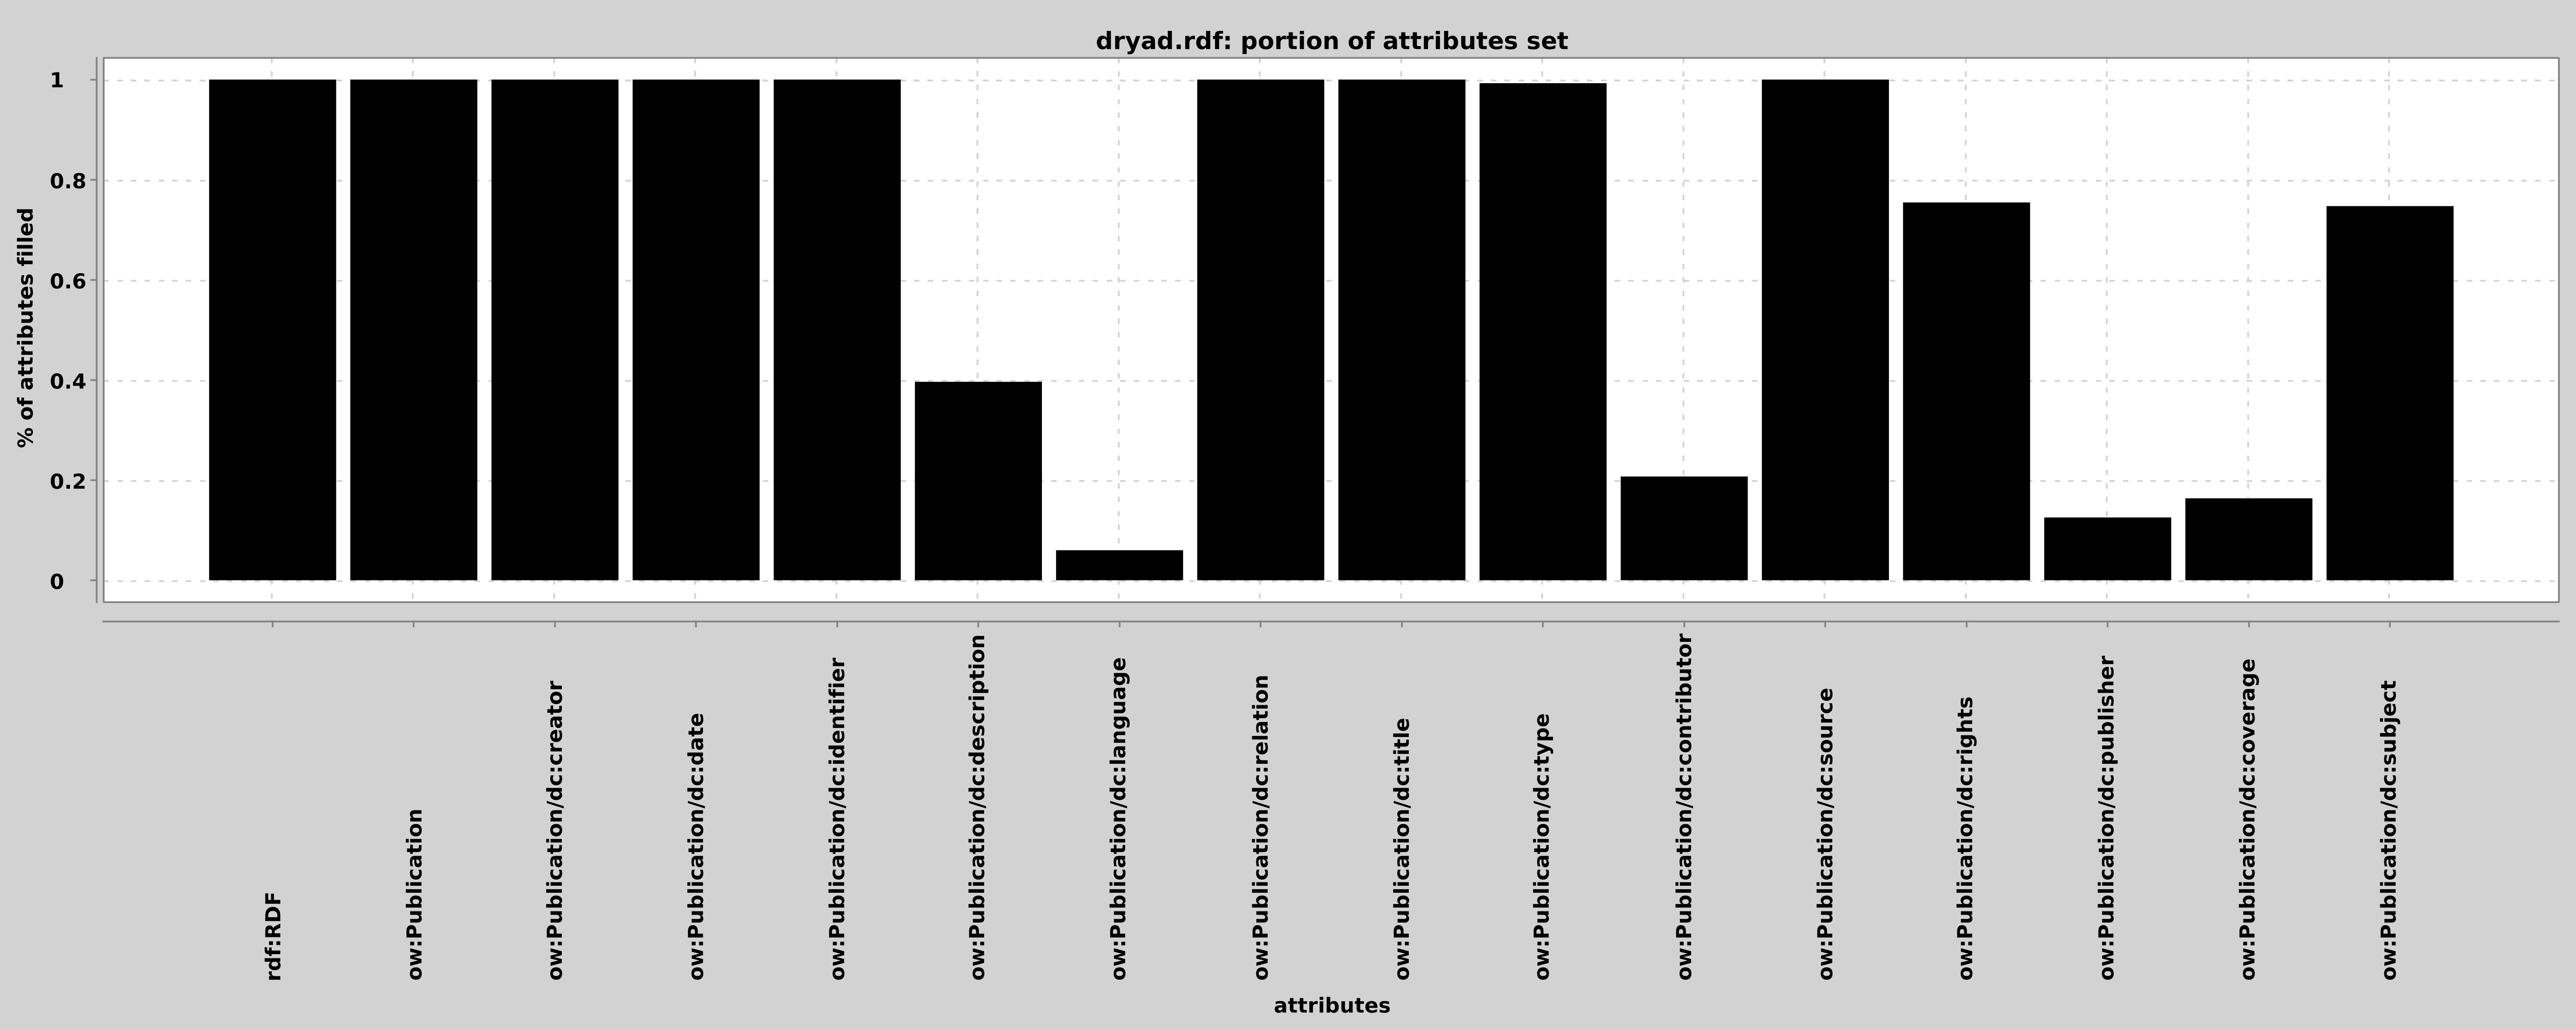 dryad.rdf: portion of attributes set
% of attributes filled
1
0.8
0.6
0.4
0.2
0
rdf:RDF
ow:Publication
ow:Publication/dc:creator
ow:Publication/dc:date
ow:Publication/dc:identifier
ow:Publication/dc:description
ow:Publication/dc:language
ow:Publication/dc:relation
ow:Publication/dc:title
ow:Publication/dc:type
ow:Publication/dc:contributor
ow:Publication/dc:source
ow:Publication/dc:rights
ow:Publication/dc:publisher
ow:Publication/dc:coverage
ow:Publication/dc:subject
attributes